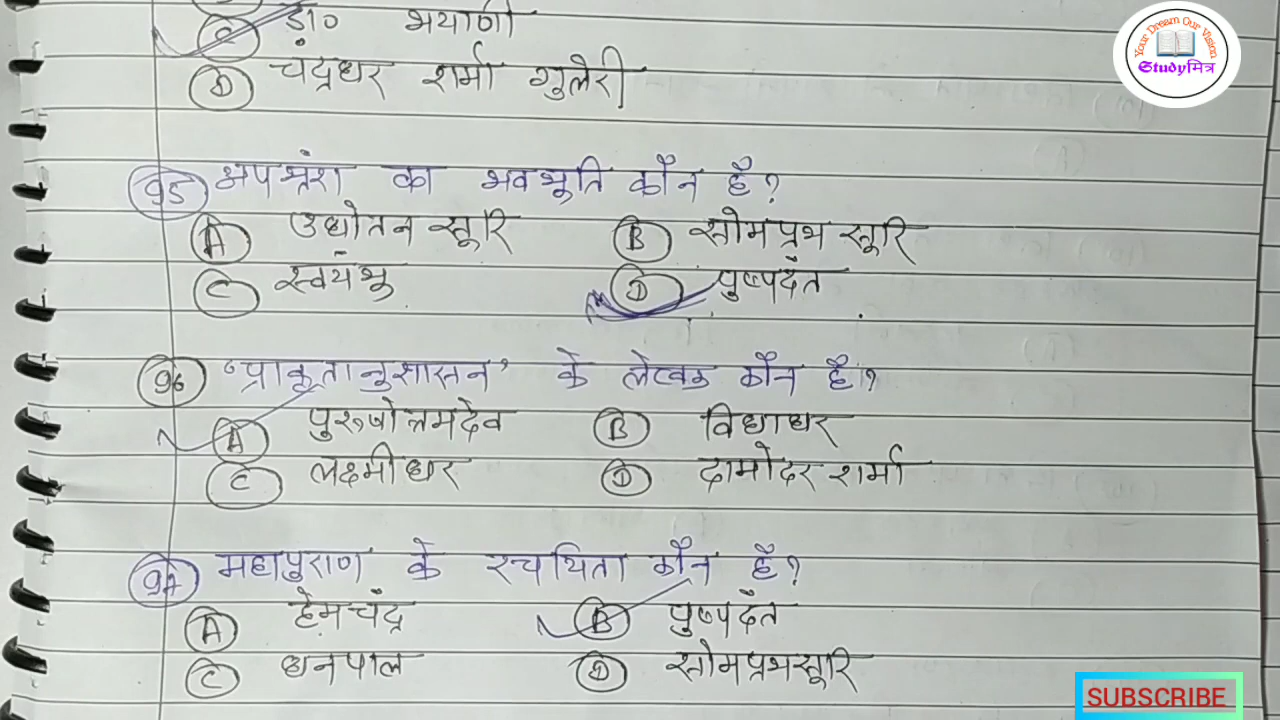 C डा० भयाणी
D चंद्रधर शर्मा गुलेरी
Your Dream Our Vision
Studyमित्र
95 अपभ्रंश का भवभूति कौन है?
A उद्योतन सूरि B सोमप्रभ सूरि
C स्वयंभू D पुष्पदंत
96 'प्राकृतानुशासन' के लेखक कौन है?
A पुरुषोत्तमदेव B विद्याधर
C लक्ष्मीधर D दामोदर शर्मा
97 महापुराण के रचयिता कौन है?
A हेमचंद्र B पुष्पदंत
C धनपाल D सोमप्रभसूरि
SUBSCRIBE